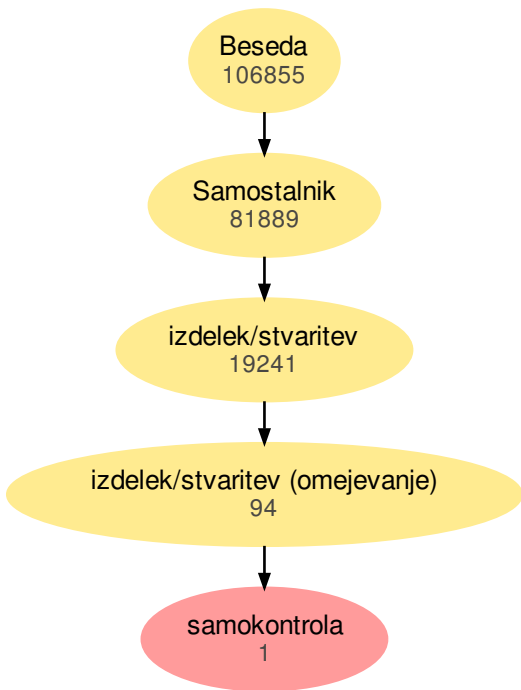 Beseda
106855
Samostalnik
81889
izdelek/stvaritev
19241
izdelek/stvaritev (omejevanje)
94
samokontrola
1